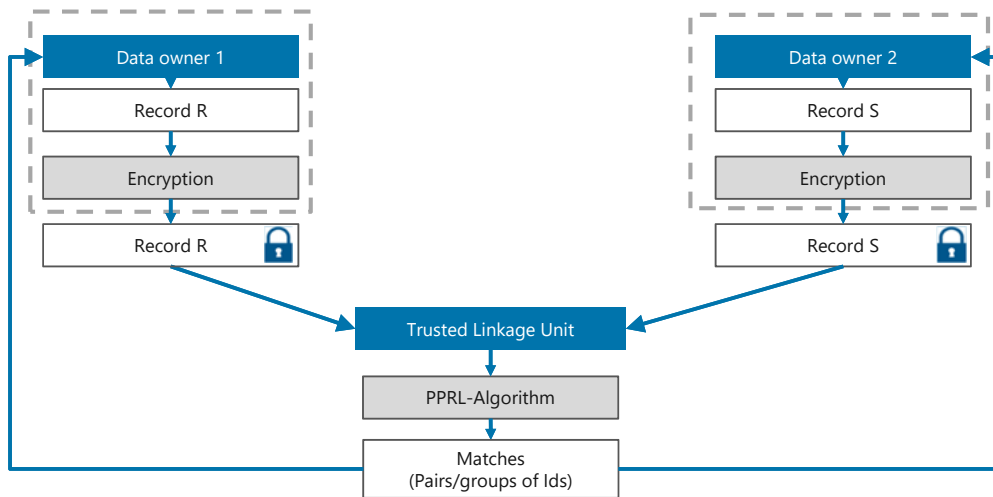 Data owner 1
Record R
Encryption
Record R
Data owner 2
Record S
Encryption
Record S
Trusted Linkage Unit
PPRL-Algorithm
Matches
(Pairs/groups of Ids)